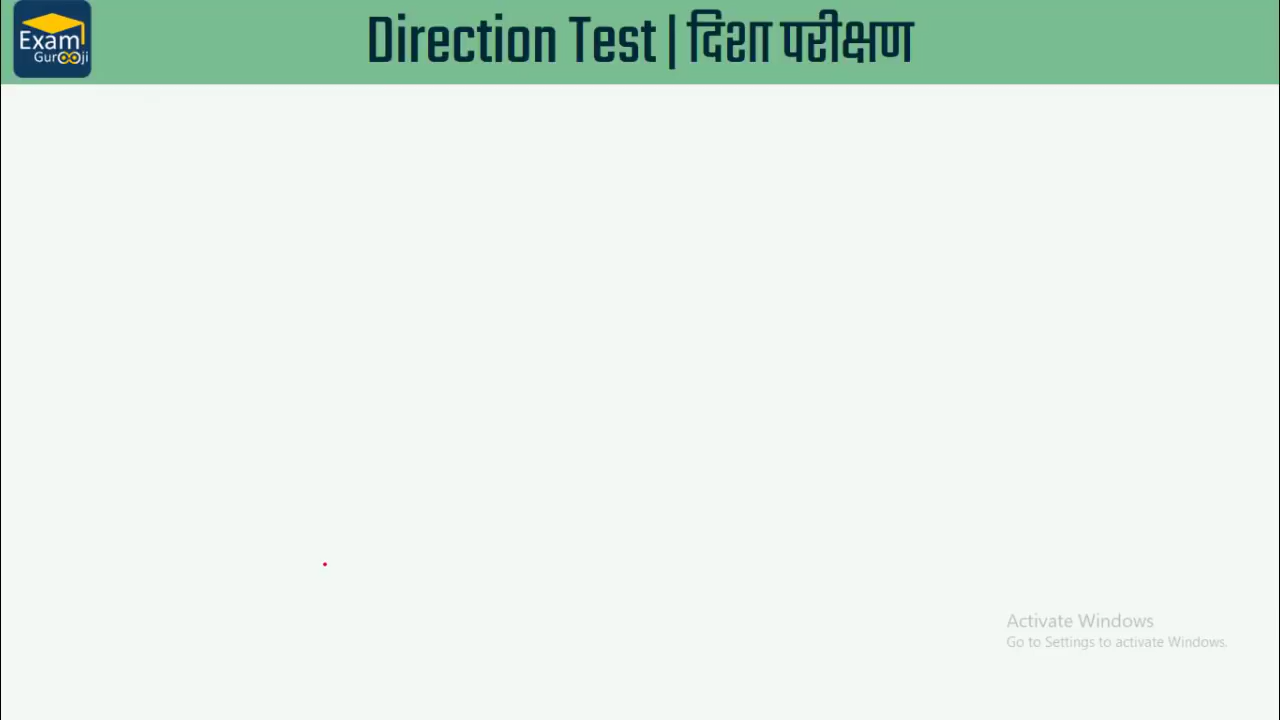 Exam
Gurooji
Direction Test | दिशा परीक्षण
Activate Windows
Go to Settings to activate Windows.